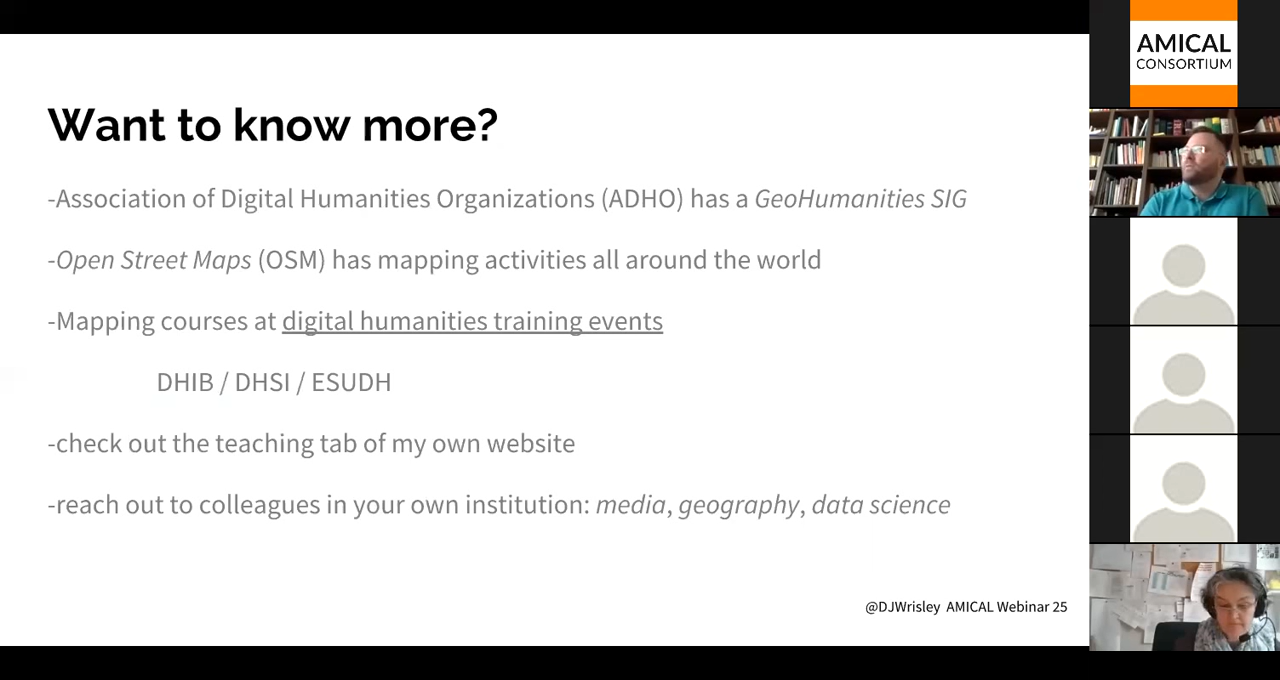 Want to know more?
-Association of Digital Humanities Organizations (ADHO) has a GeoHumanities SIG
-Open Street Maps (OSM) has mapping activities all around the world
-Mapping courses at digital humanities training events
DHIB / DHSI / ESUDH
-check out the teaching tab of my own website
-reach out to colleagues in your own institution: media, geography, data science
@DJWrisley AMICAL Webinar 25
AMICAL
CONSORTIUM